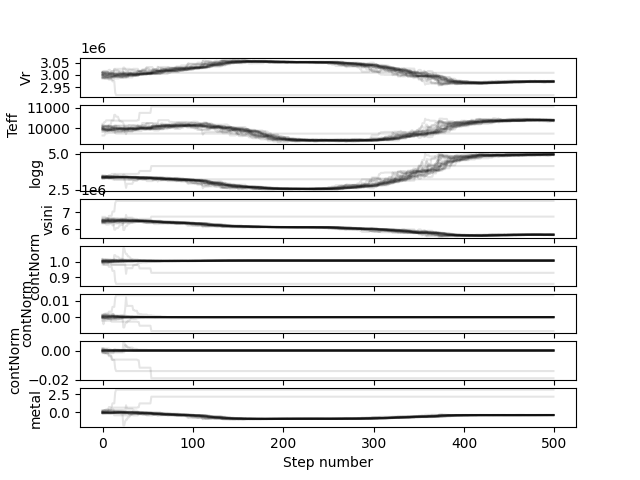 1e6
Vr
3.05
3.00
2.95
Teff
11000
10000
logg
5.0
2.5
1e6
vsini
7
6
contNorm
1.0
0.9
contNorm
0.01
0.00
contNorm
0.00
−0.02
metal
2.5
0.0
0
100
200
300
400
500
Step number